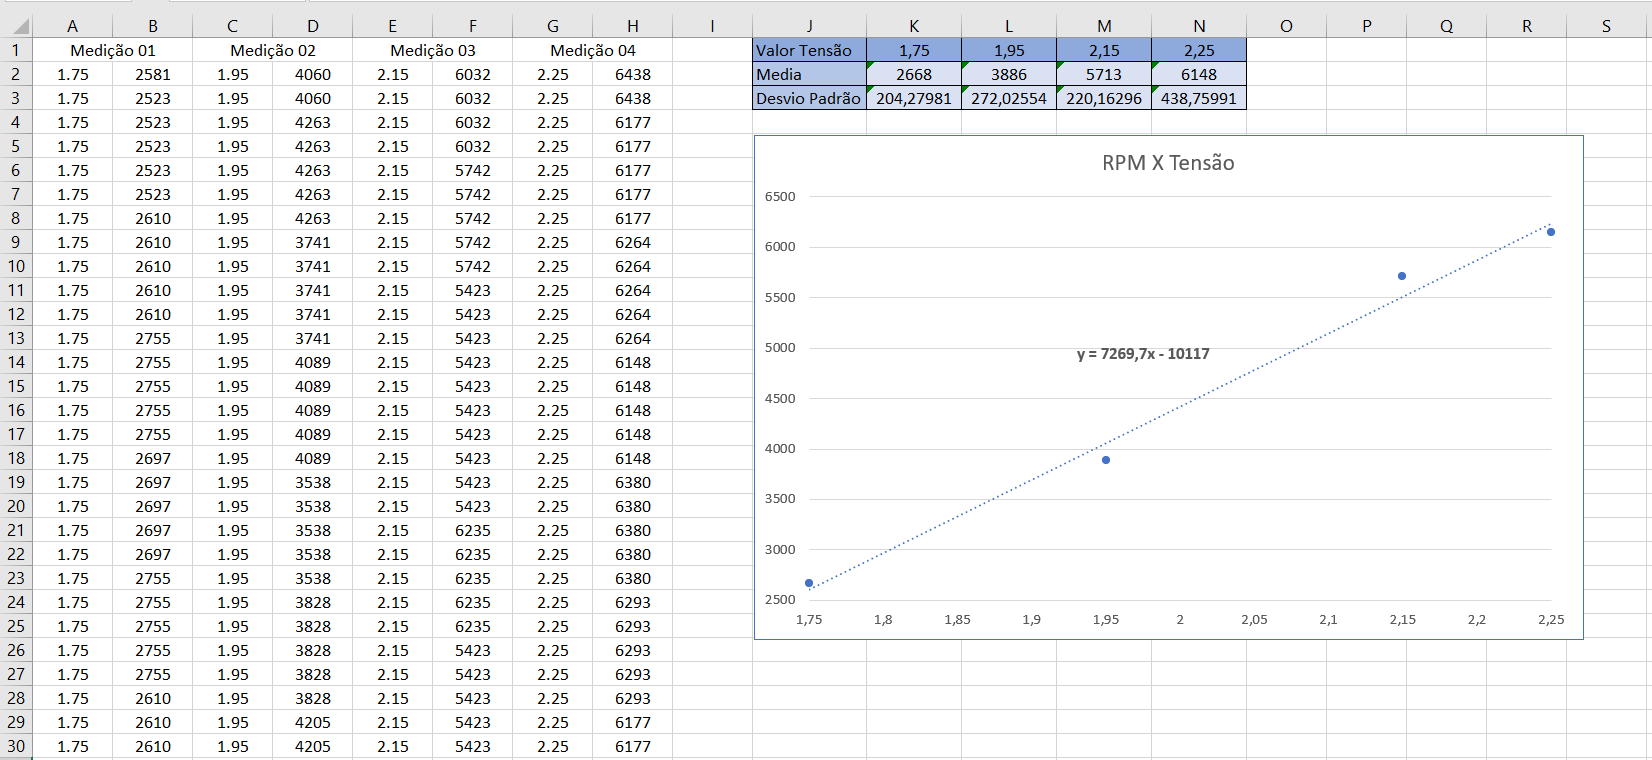 A B C D E F G H I J K L M N O P Q R S
1 Medição 01 Medição 02 Medição 03 Medição 04 Valor Tensão 1,75 1,95 2,15 2,25
2 1.75 2581 1.95 4060 2.15 6032 2.25 6438 Media 2668 3886 5713 6148
3 1.75 2523 1.95 4060 2.15 6032 2.25 6438 Desvio Padrão 204,27981 272,02554 220,16296 438,75991
4 1.75 2523 1.95 4263 2.15 6032 2.25 6177
5 1.75 2523 1.95 4263 2.15 6032 2.25 6177
6 1.75 2523 1.95 4263 2.15 5742 2.25 6177
7 1.75 2523 1.95 4263 2.15 5742 2.25 6177
8 1.75 2610 1.95 4263 2.15 5742 2.25 6177
9 1.75 2610 1.95 3741 2.15 5742 2.25 6264
10 1.75 2610 1.95 3741 2.15 5742 2.25 6264
11 1.75 2610 1.95 3741 2.15 5423 2.25 6264
12 1.75 2610 1.95 3741 2.15 5423 2.25 6264
13 1.75 2755 1.95 3741 2.15 5423 2.25 6264
14 1.75 2755 1.95 4089 2.15 5423 2.25 6148
15 1.75 2755 1.95 4089 2.15 5423 2.25 6148
16 1.75 2755 1.95 4089 2.15 5423 2.25 6148
17 1.75 2755 1.95 4089 2.15 5423 2.25 6148
18 1.75 2697 1.95 4089 2.15 5423 2.25 6148
19 1.75 2697 1.95 3538 2.15 5423 2.25 6380
20 1.75 2697 1.95 3538 2.15 5423 2.25 6380
21 1.75 2697 1.95 3538 2.15 6235 2.25 6380
22 1.75 2697 1.95 3538 2.15 6235 2.25 6380
23 1.75 2755 1.95 3538 2.15 6235 2.25 6380
24 1.75 2755 1.95 3828 2.15 6235 2.25 6293
25 1.75 2755 1.95 3828 2.15 6235 2.25 6293
26 1.75 2755 1.95 3828 2.15 5423 2.25 6293
27 1.75 2755 1.95 3828 2.15 5423 2.25 6293
28 1.75 2610 1.95 3828 2.15 5423 2.25 6293
29 1.75 2610 1.95 4205 2.15 5423 2.25 6177
30 1.75 2610 1.95 4205 2.15 5423 2.25 6177
RPM X Tensão
6500
6000
5500
5000
y = 7269,7x - 10117
4500
4000
3500
3000
2500
1,75 1,8 1,85 1,9 1,95 2 2,05 2,1 2,15 2,2 2,25